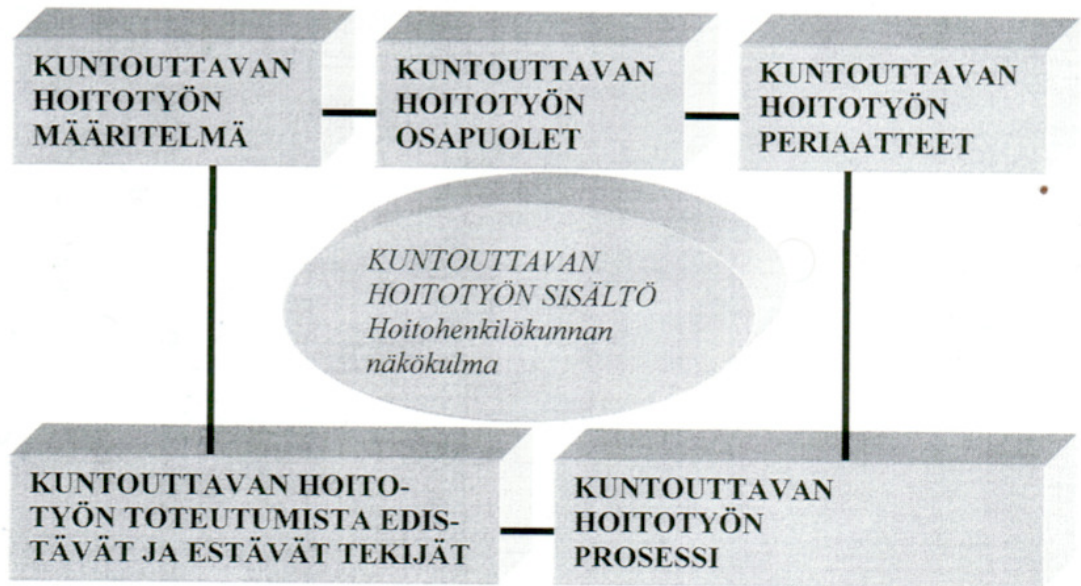 KUNTOUTTAVAN
HOITOTYÖN
MÄÄRITELMÄ
KUNTOUTTAVAN
HOITOTYÖN
OSAPUOLET
KUNTOUTTAVAN
HOITOTYÖN
PERIAATTEET
KUNTOUTTAVAN
HOITOTYÖN SISÄLTÖ
Hoitohenkilökunnan
näkökulma
KUNTOUTTAVAN HOITO-
TYÖN TOTEUTUMISTA EDIS-
TÄVÄT JA ESTÄVÄT TEKIJÄT
KUNTOUTTAVAN
HOITOTYÖN
PROSESSI